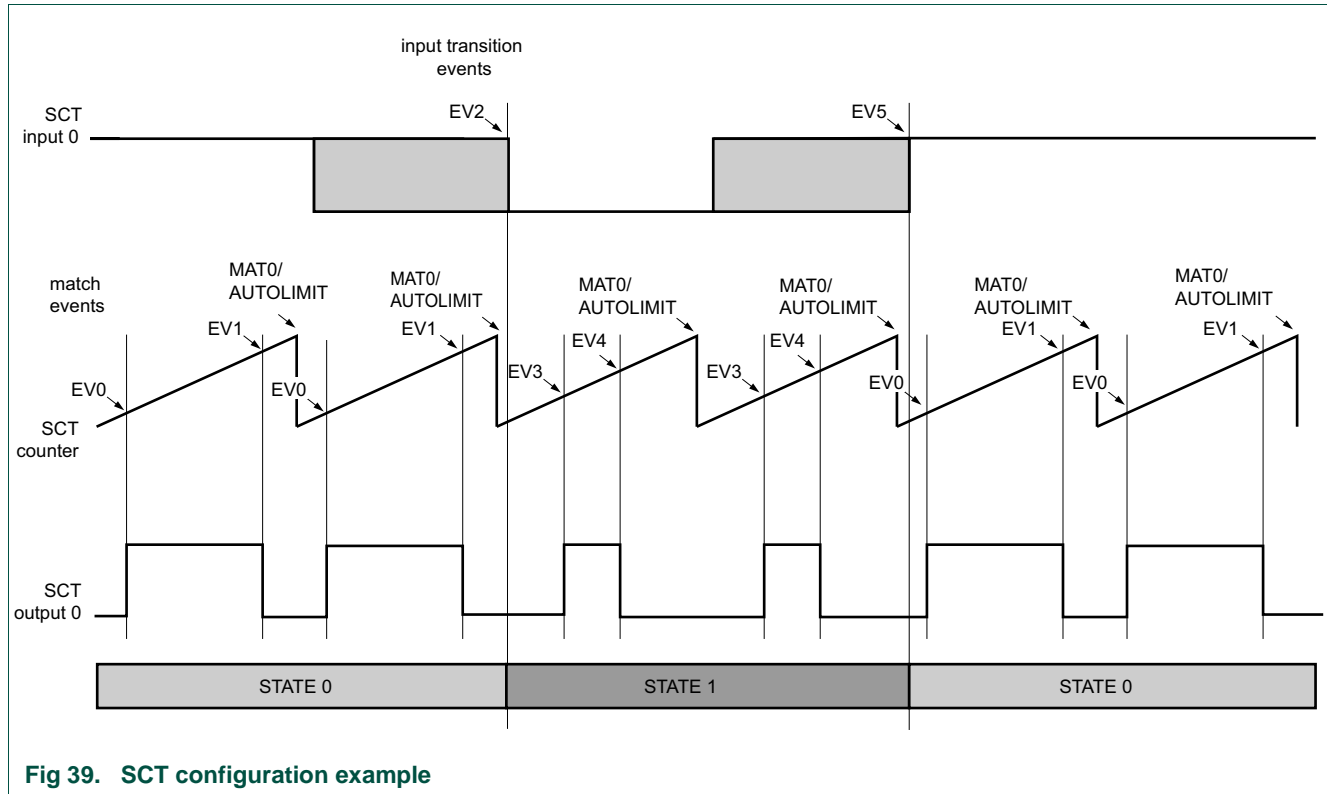 input transition
events
SCT
input 0
EV2
EV5
match
events
MAT0/
AUTOLIMIT
MAT0/
AUTOLIMIT
MAT0/
AUTOLIMIT
MAT0/
AUTOLIMIT
MAT0/
AUTOLIMIT
MAT0/
AUTOLIMIT
EV0
EV1
EV0
EV1
EV3
EV4
EV3
EV4
EV0
EV1
EV0
EV1
SCT
counter
SCT
output 0
STATE 0
STATE 1
STATE 0
Fig 39. SCT configuration example